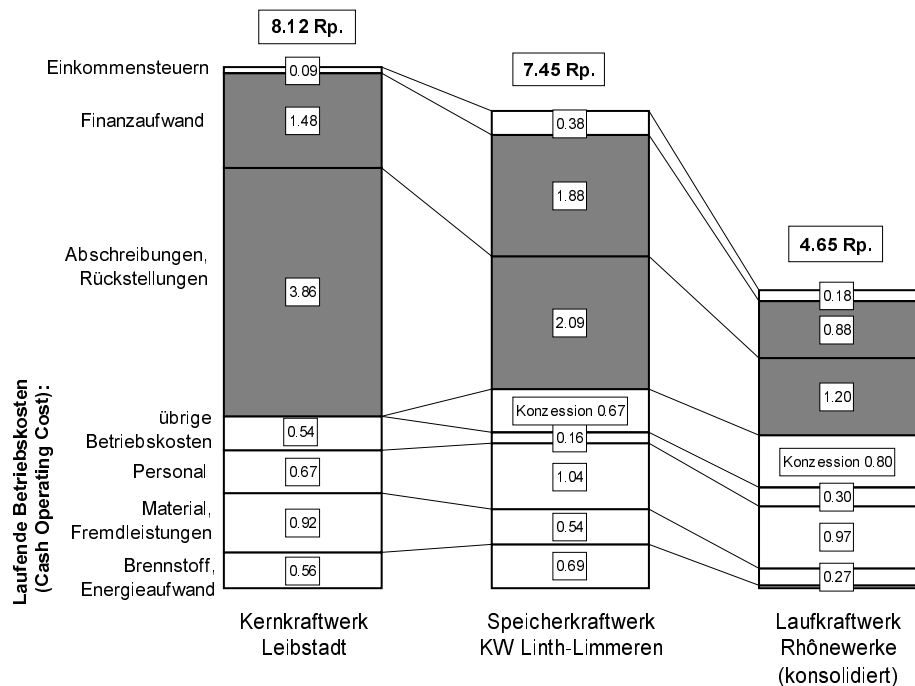 8.12 Rp.
7.45 Rp.
4.65 Rp.
Einkommensteuern
Finanzaufwand
Abschreibungen,
Rückstellungen
Laufende Betriebskosten
(Cash Operating Cost):
übrige
Betriebskosten
Personal
Material,
Fremdleistungen
Brennstoff,
Energieaufwand
0.09
1.48
3.86
0.54
0.67
0.92
0.56
0.38
1.88
2.09
Konzession 0.67
0.16
1.04
0.54
0.69
0.18
0.88
1.20
Konzession 0.80
0.30
0.97
0.27
Kernkraftwerk
Leibstadt
Speicherkraftwerk
KW Linth-Limmeren
Laufkraftwerk
Rhônewerke
(konsolidiert)